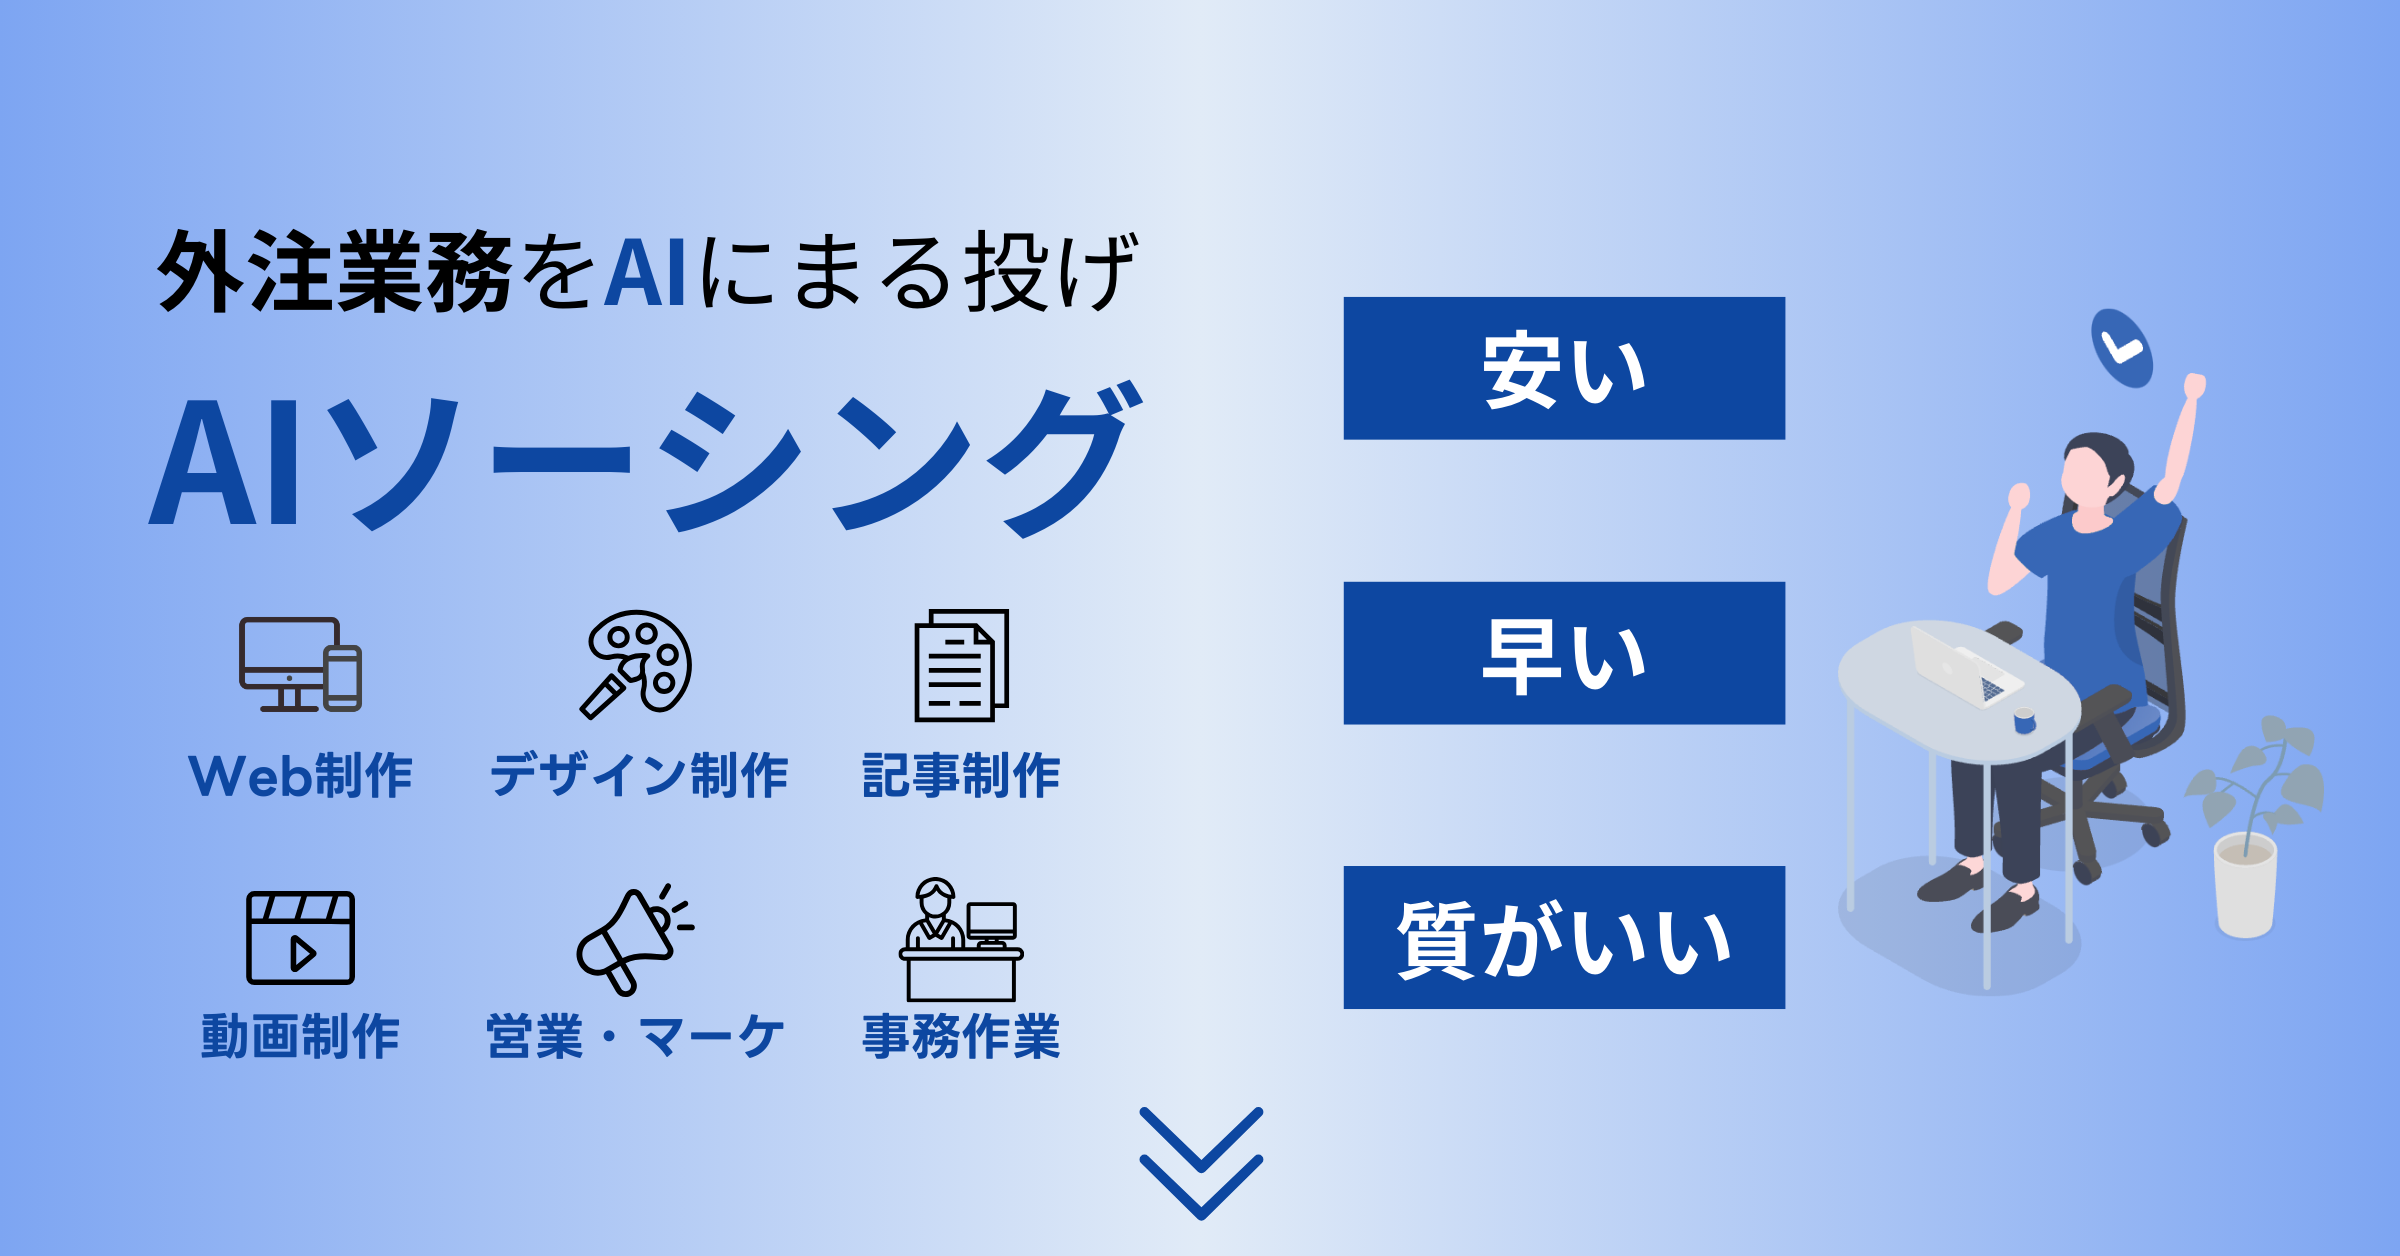 外注業務をAIにまる投げ
AIソーシング
Web制作
デザイン制作
記事制作
動画制作
営業・マーケ
事務作業
安い
早い
質がいい